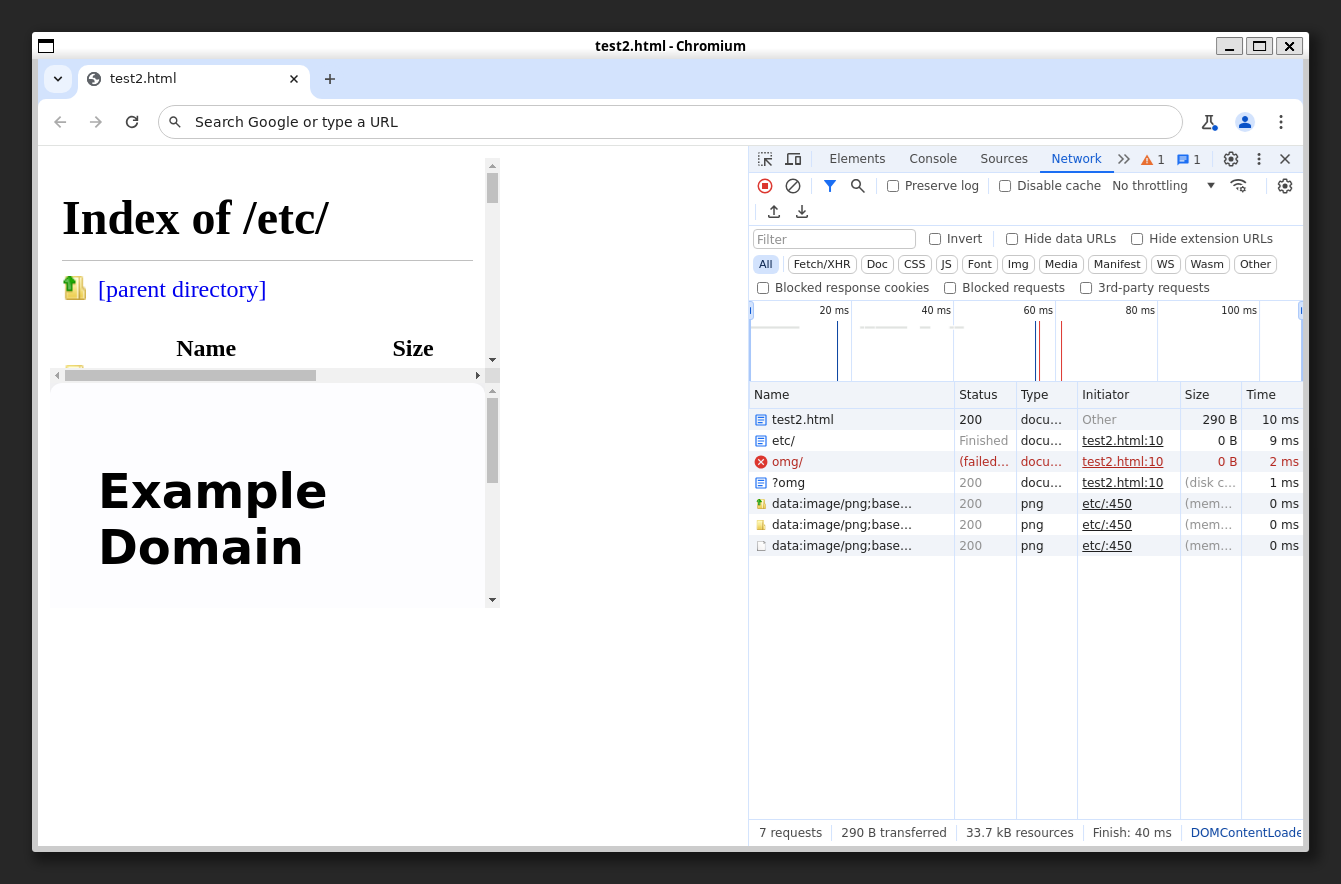 test2.html - Chromium
test2.html
Search Google or type a URL
Index of /etc/
[parent directory]
Name Size
Example
Domain
Elements Console Sources Network 1 1
Preserve log Disable cache No throttling
Filter Invert Hide data URLs Hide extension URLs
All Fetch/XHR Doc CSS JS Font Img Media Manifest WS Wasm Other
Blocked response cookies Blocked requests 3rd-party requests
20 ms 40 ms 60 ms 80 ms 100 ms
Name Status Type Initiator Size Time
test2.html 200 docu… Other 290 B 10 ms
etc/ Finished docu… test2.html:10 0 B 9 ms
omg/ (failed… docu… test2.html:10 0 B 2 ms
?omg 200 docu… test2.html:10 (disk c… 1 ms
data:image/png;base… 200 png etc/:450 (mem… 0 ms
data:image/png;base… 200 png etc/:450 (mem… 0 ms
data:image/png;base… 200 png etc/:450 (mem… 0 ms
7 requests 290 B transferred 33.7 kB resources Finish: 40 ms DOMContentLoade